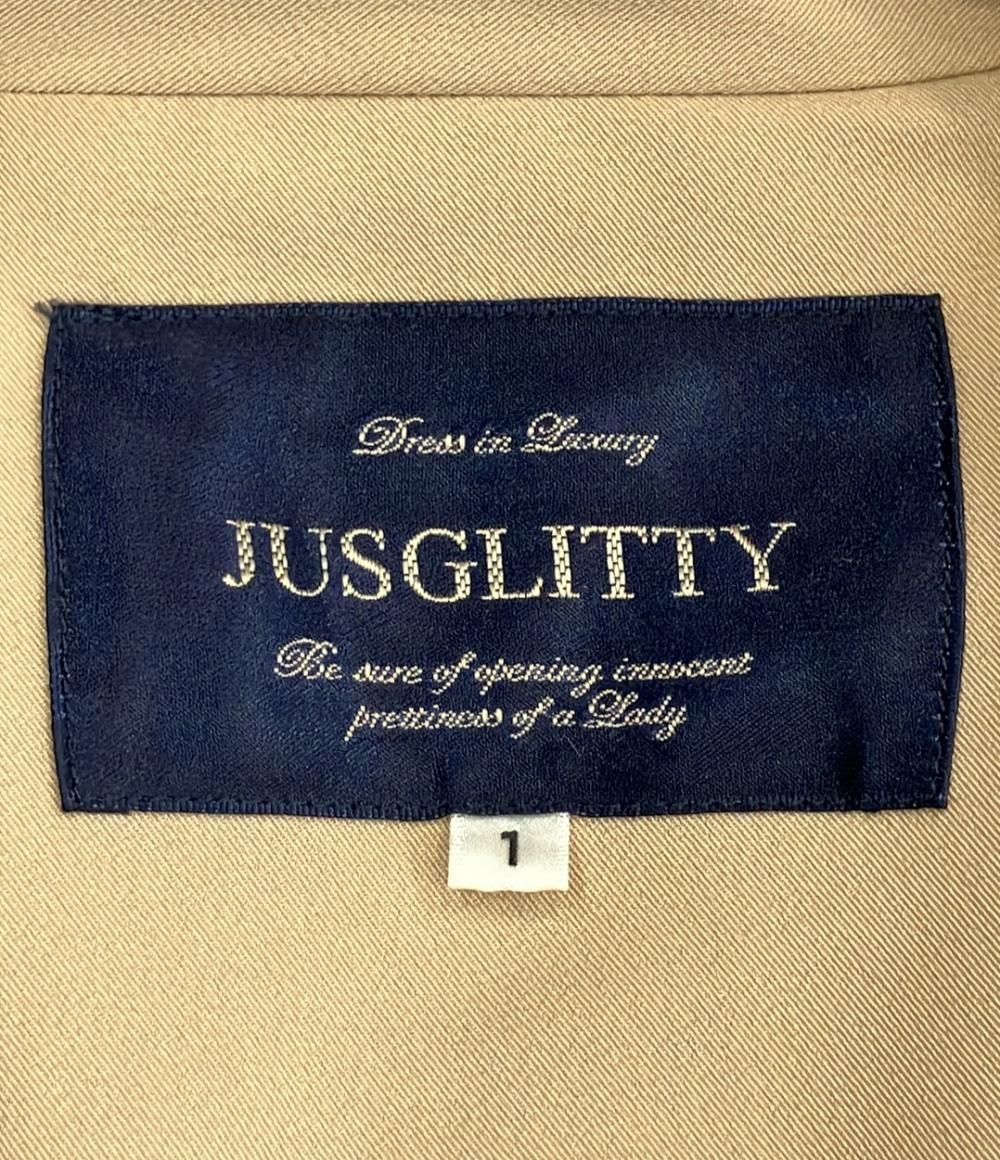 Dress in Luxury
JUSGLITTY
Be sure of opening innocent
prettiness of a Lady
1